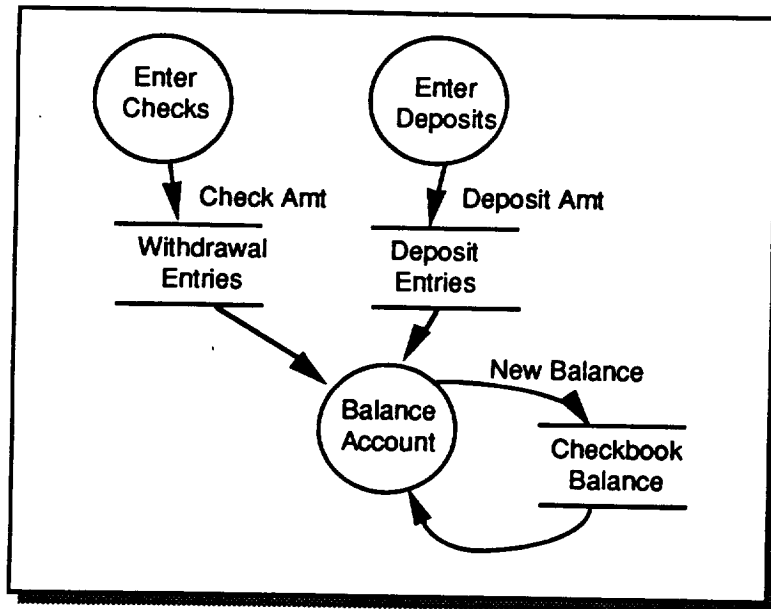 Enter
Checks
Enter
Deposits
Check Amt
Deposit Amt
Withdrawal
Entries
Deposit
Entries
New Balance
Balance
Account
Checkbook
Balance